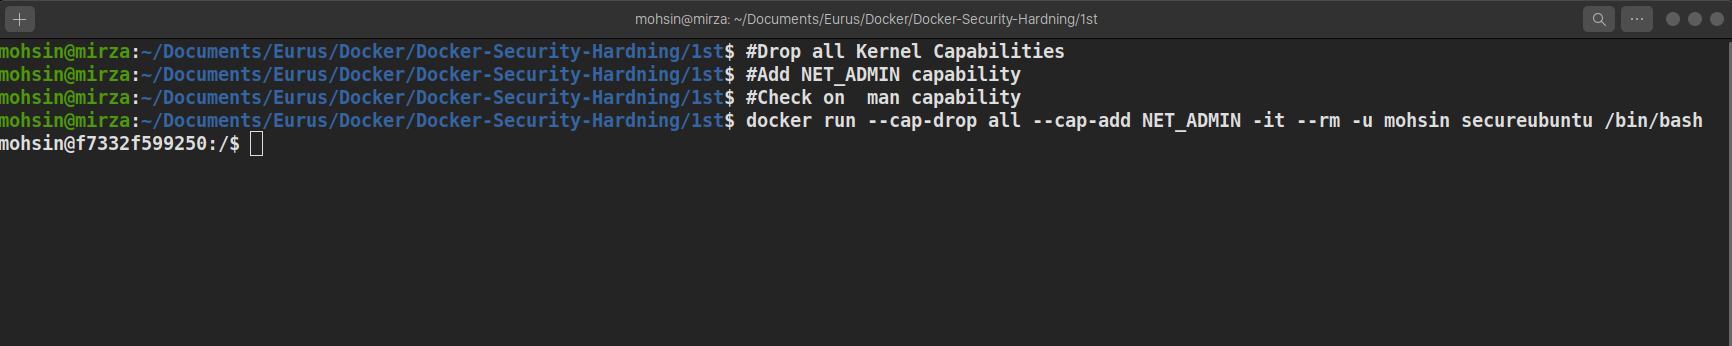 mohsin@mirza: ~/Documents/Eurus/Docker/Docker-Security-Hardning/1st
mohsin@mirza:~/Documents/Eurus/Docker/Docker-Security-Hardning/1st$ #Drop all Kernel Capabilities
mohsin@mirza:~/Documents/Eurus/Docker/Docker-Security-Hardning/1st$ #Add NET_ADMIN capability
mohsin@mirza:~/Documents/Eurus/Docker/Docker-Security-Hardning/1st$ #Check on  man capability
mohsin@mirza:~/Documents/Eurus/Docker/Docker-Security-Hardning/1st$ docker run --cap-drop all --cap-add NET_ADMIN -it --rm -u mohsin secureubuntu /bin/bash
mohsin@f7332f599250:/$